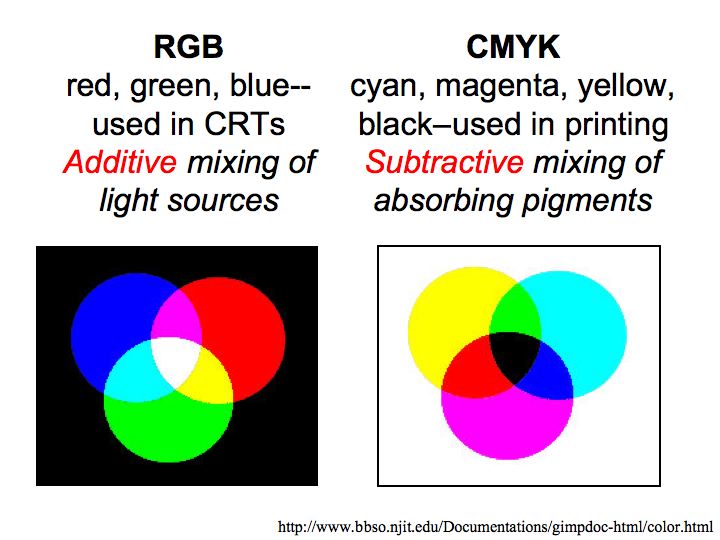 RGB
red, green, blue--
used in CRTs
Additive mixing of
light sources
CMYK
cyan, magenta, yellow,
black–used in printing
Subtractive mixing of
absorbing pigments
http://www.bbso.njit.edu/Documentations/gimpdoc-html/color.html